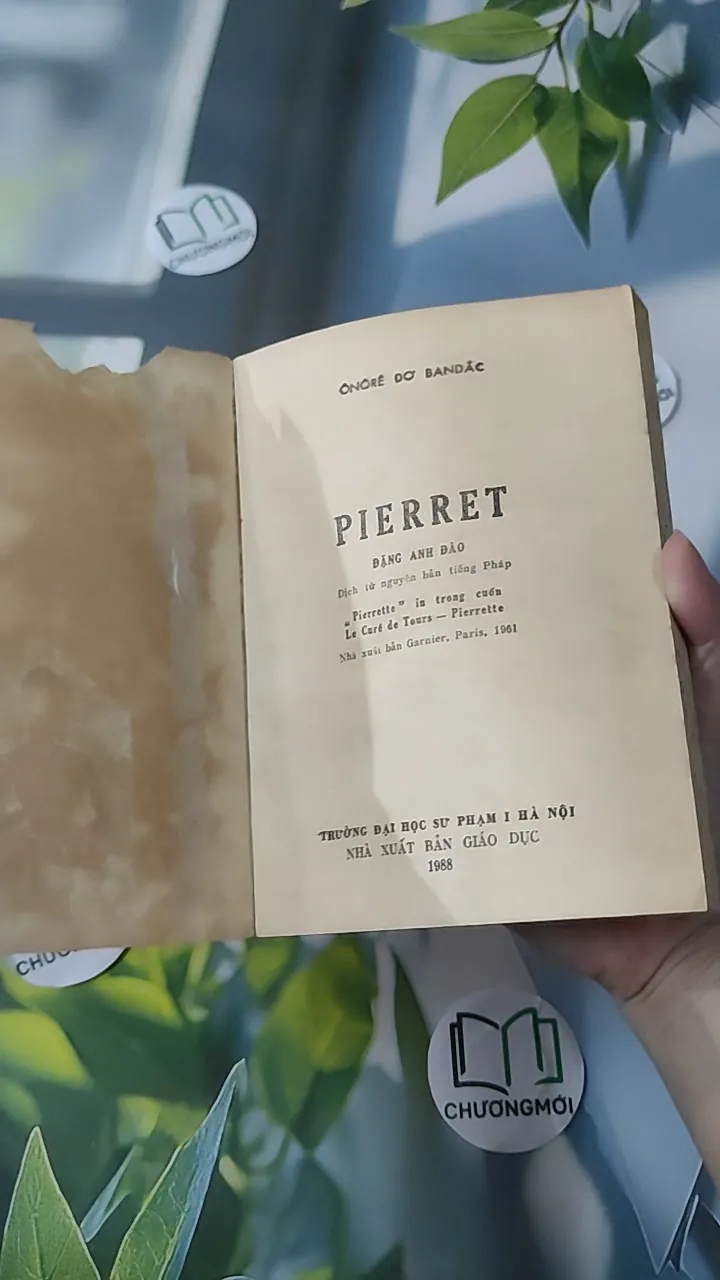 CHƯƠNGMỚI
ÔNÔRÊ ĐƠ BANDẮC
PIERRET
ĐẶNG ANH ĐÀO
Dịch từ nguyên bản tiếng Pháp
"Pierrette" in trong cuốn
Le Curé de Tours — Pierrette
Nhà xuất bản Garnier, Paris, 1961
TRƯỜNG ĐẠI HỌC SƯ PHẠM I HÀ NỘI
NHÀ XUẤT BẢN GIÁO DỤC
1988
CHƯƠNGMỚI